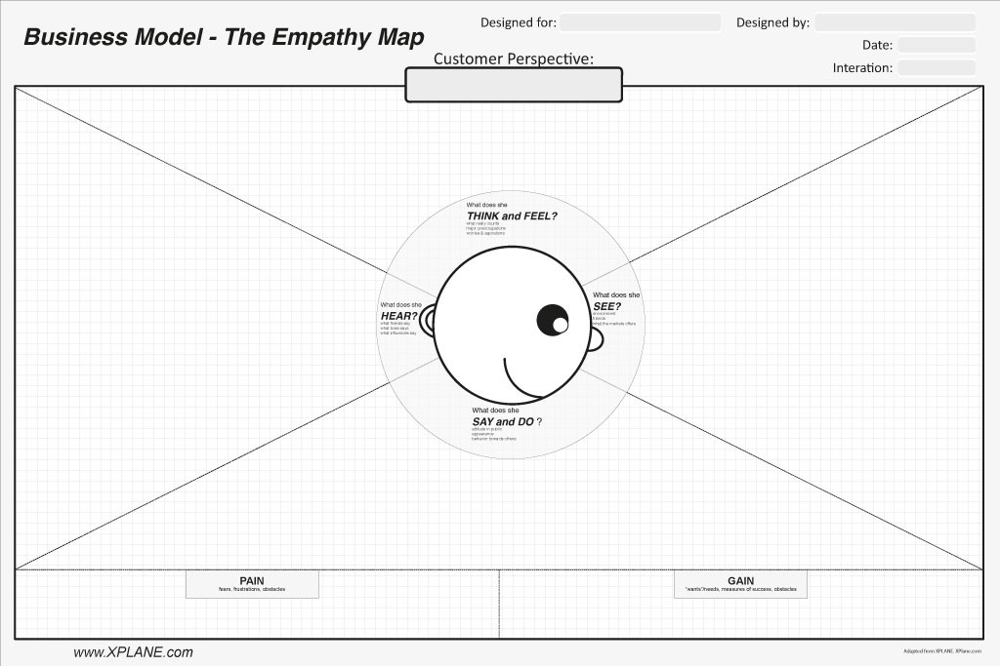 Business Model - The Empathy Map
Designed for:
Designed by:
Date:
Interation:
Customer Perspective:
What does she
THINK and FEEL?
what really counts
major preoccupations
worries & aspirations
What does she
HEAR?
what friends say
what boss says
what influencers say
What does she
SEE?
environment
friends
what the markets offers
What does she
SAY and DO ?
attitude in public
appearance
behavior towards others
PAIN
fears, frustrations, obstacles
GAIN
"wants"/needs, measures of success, obstacles
www.XPLANE.com
Adapted from XPLANE. XPlane.com